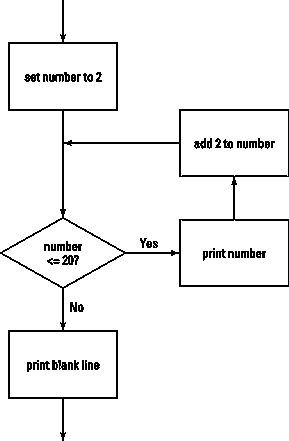 set number to 2
add 2 to number
number
<= 20?
Yes
print number
No
print blank line